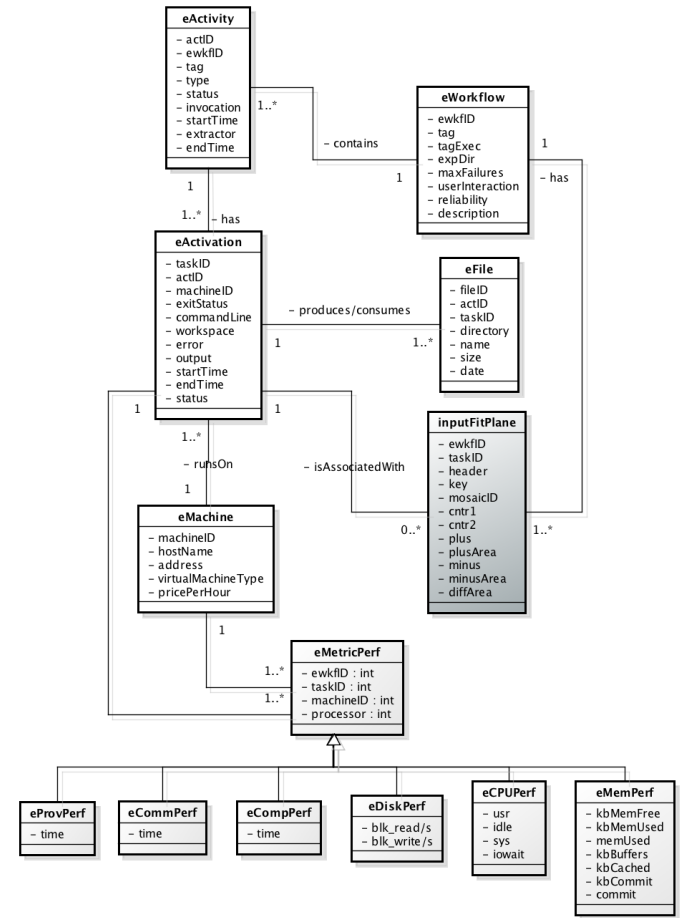 eActivity
- actID
- ewkfID
- tag
- type
- status
- invocation
- startTime
- extractor
- endTime
1..*
- contains
1
eWorkflow
- ewkfID
- tag
- tagExec
- expDir
- maxFailures
- userInteraction
- reliability
- description
1
- has
1
1..*
- has
eActivation
- taskID
- actID
- machineID
- exitStatus
- commandLine
- workspace
- error
- output
- startTime
- endTime
- status
- produces/consumes
1
1..*
eFile
- fileID
- actID
- taskID
- directory
- name
- size
- date
1
1
1..*
- runsOn
1
- isAssociatedWith
0..*
1..*
inputFitPlane
- ewkfID
- taskID
- header
- key
- mosaicID
- cntr1
- cntr2
- plus
- plusArea
- minus
- minusArea
- diffArea
eMachine
- machineID
- hostName
- address
- virtualMachineType
- pricePerHour
1
1..*
1..*
eMetricPerf
- ewkfID : int
- taskID : int
- machineID : int
- processor : int
eProvPerf
- time
eCommPerf
- time
eCompPerf
- time
eDiskPerf
- blk_read/s
- blk_write/s
eCPUPerf
- usr
- idle
- sys
- iowait
eMemPerf
- kbMemFree
- kbMemUsed
- memUsed
- kbBuffers
- kbCached
- kbCommit
- commit